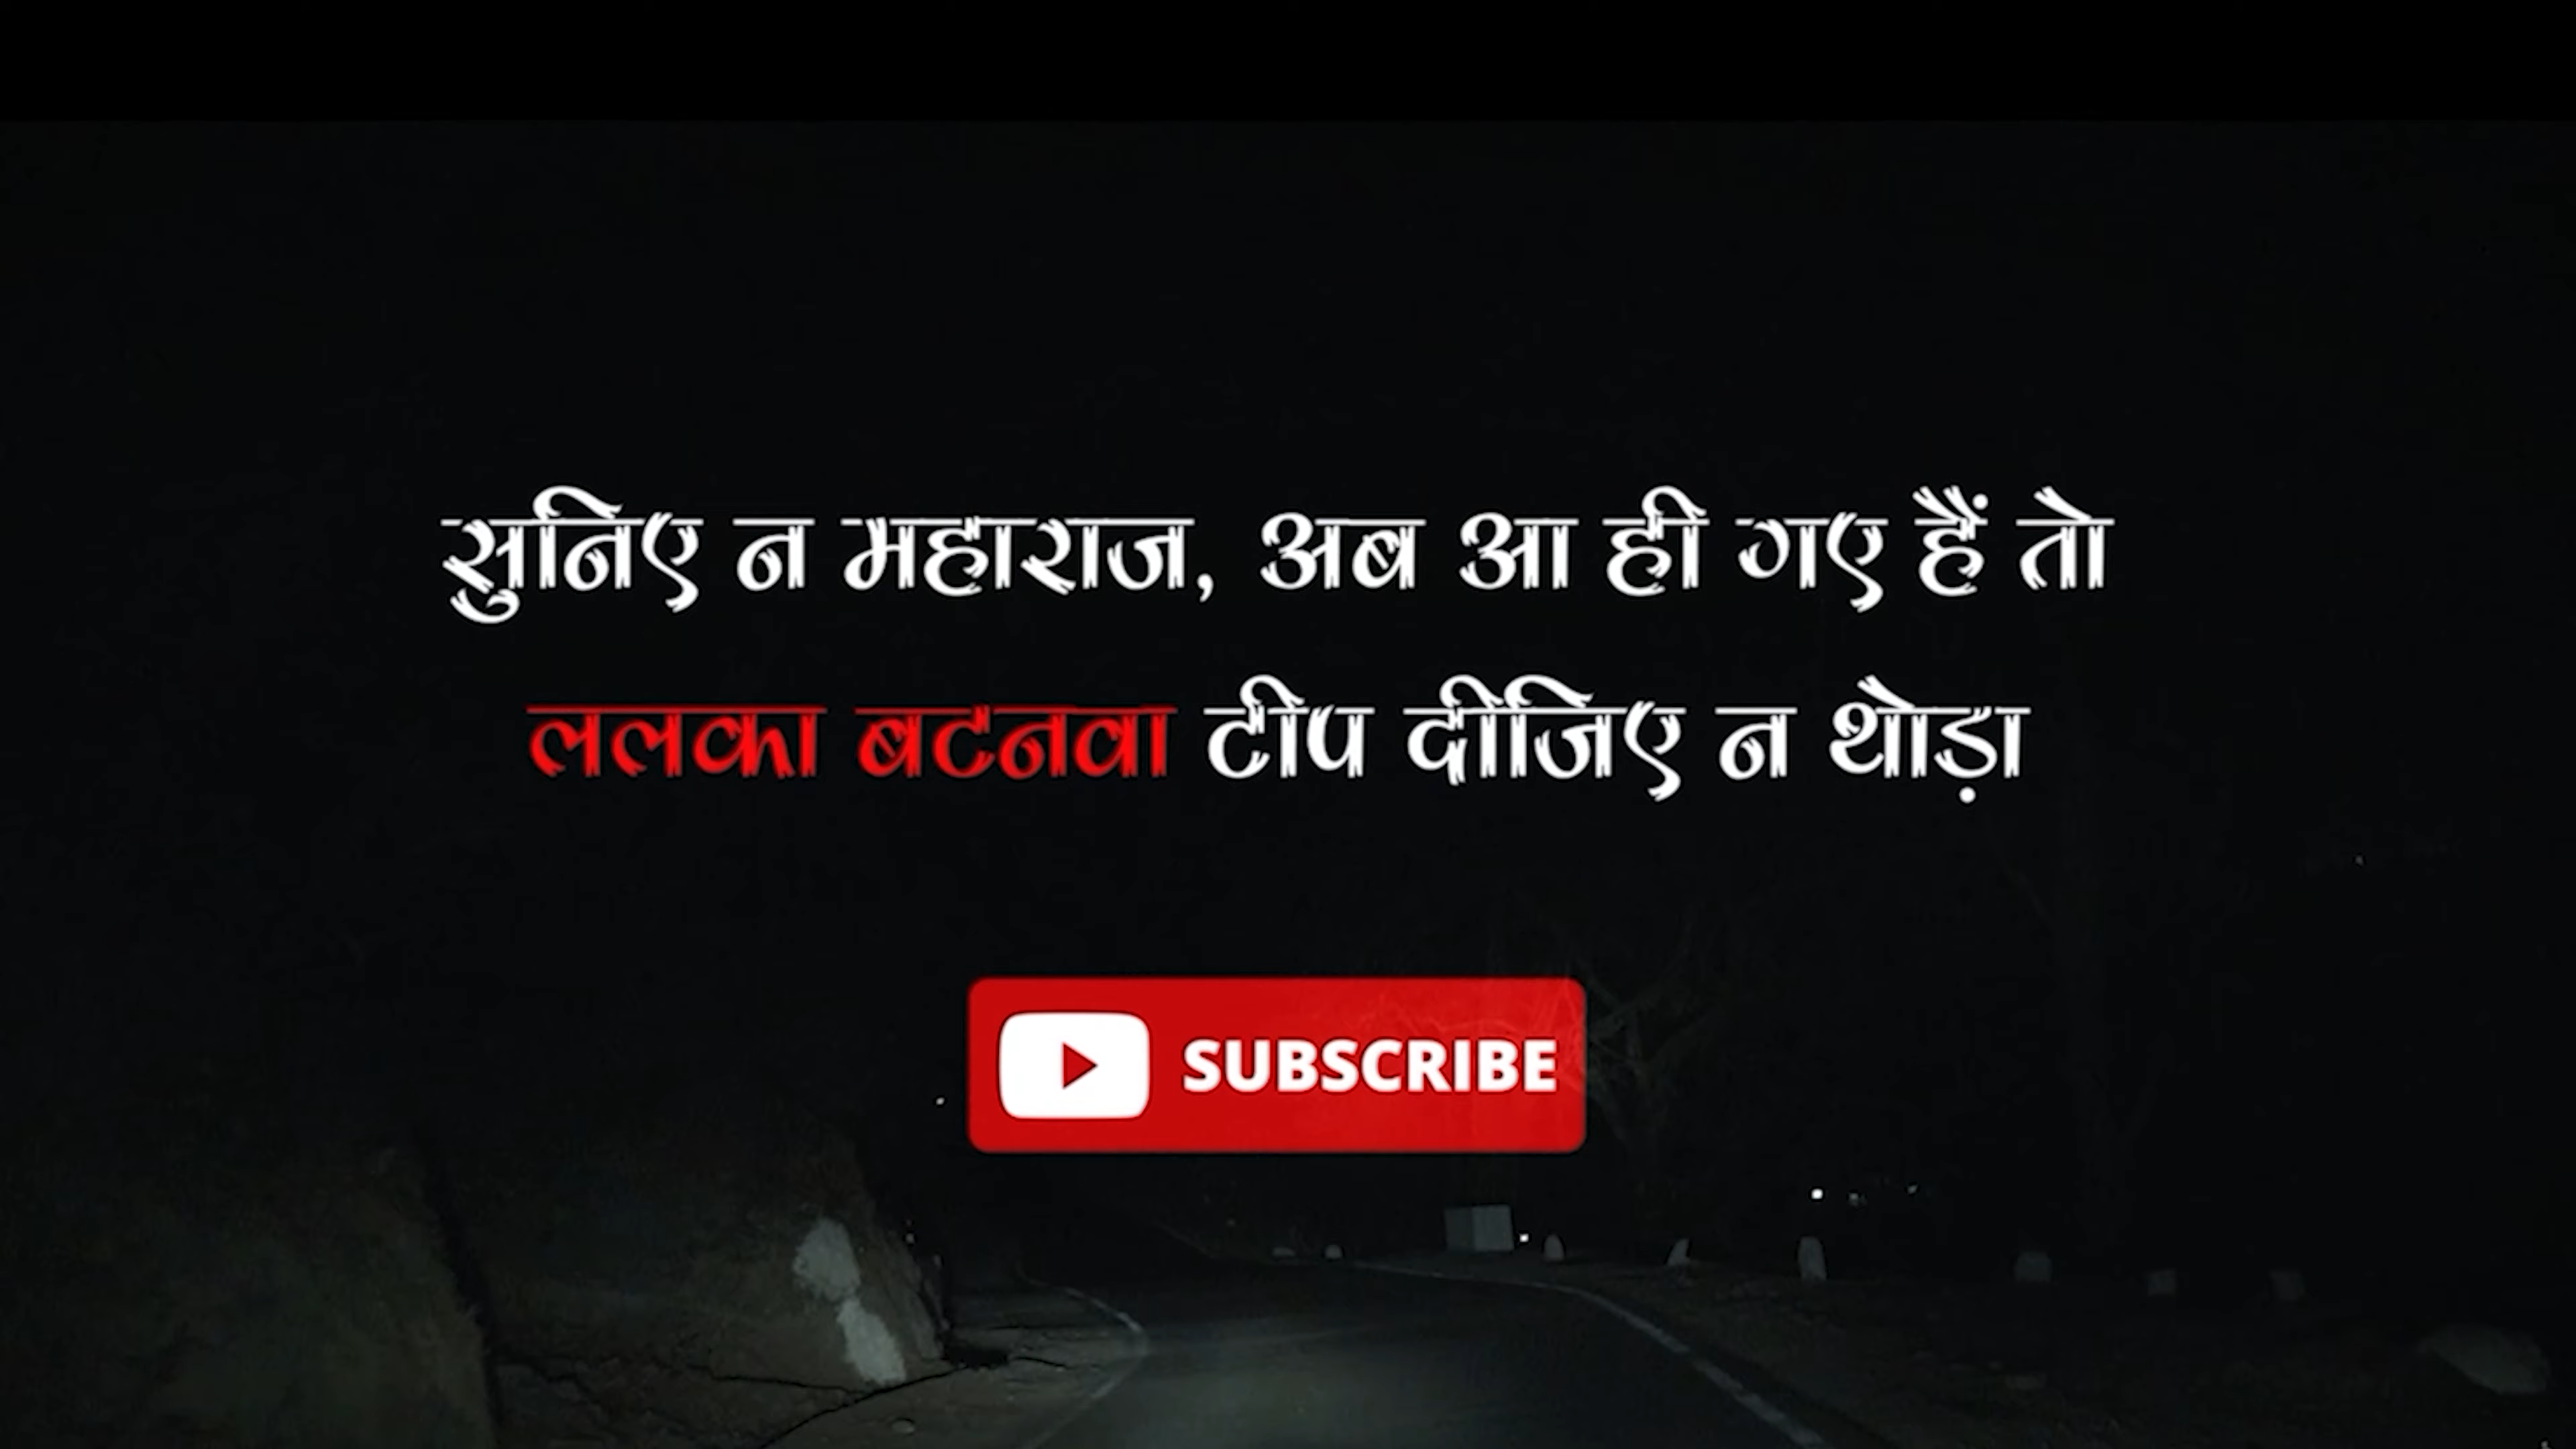 सुनिए न महाराज, अब आ ही गए हैं तो
ललका बटनवा टीप दीजिए न थोड़ा
SUBSCRIBE